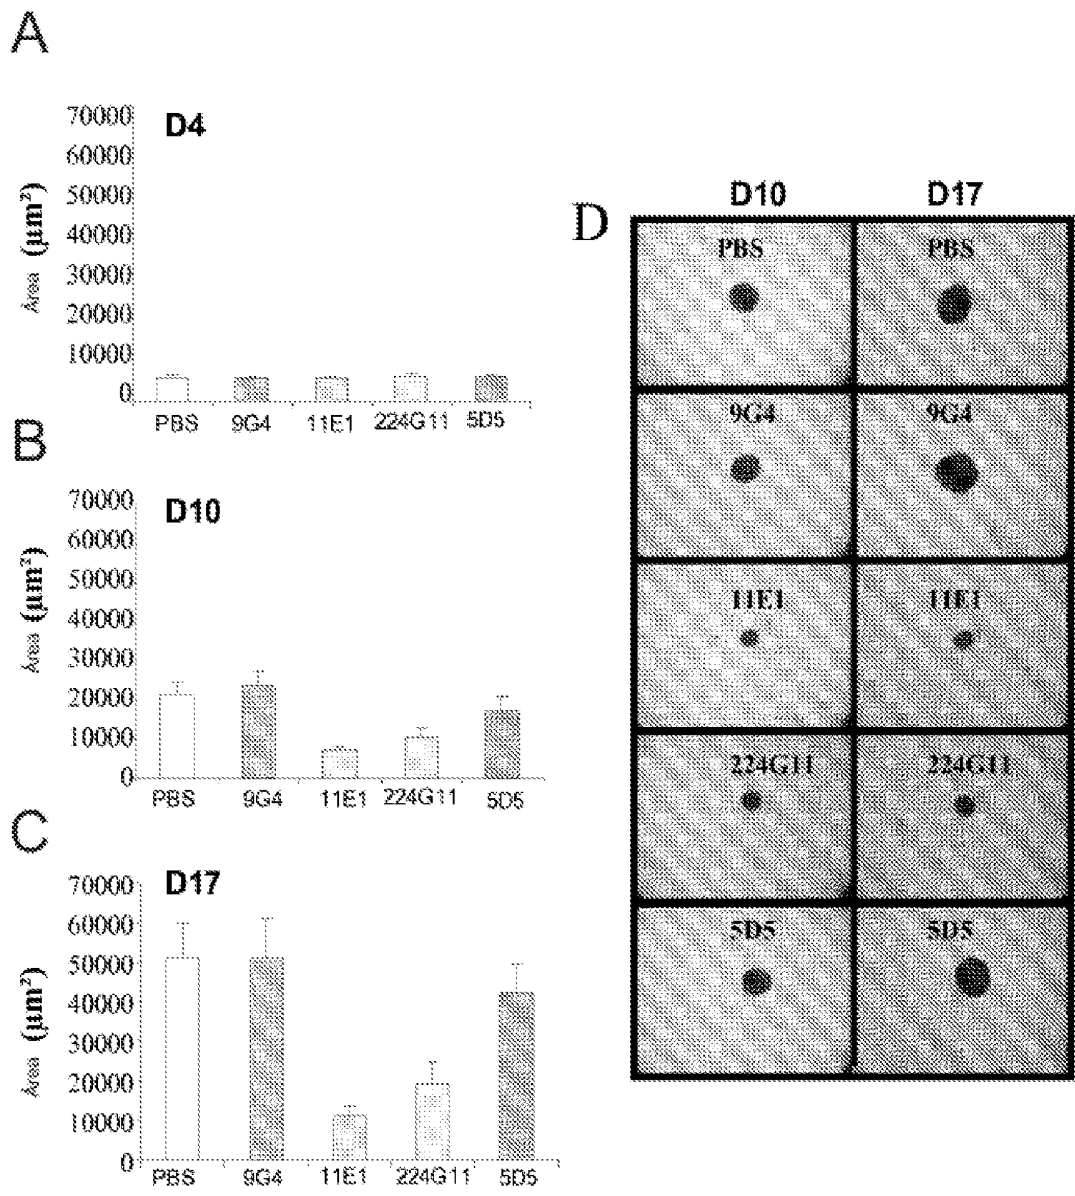 A
D4
70000
60000
50000
40000
30000
20000
10000
0
Área (µm²)
PBS 9G4 11E1 224G11 5D5
B
D10
70000
60000
50000
40000
30000
20000
10000
0
Área (µm²)
PBS 9G4 11E1 224G11 5D5
C
D17
70000
60000
50000
40000
30000
20000
10000
0
Área (µm²)
PBS 9G4 11E1 224G11 5D5
D
D10 D17
PBS PBS
9G4 9G4
11E1 11E1
224G11 224G11
5D5 5D5